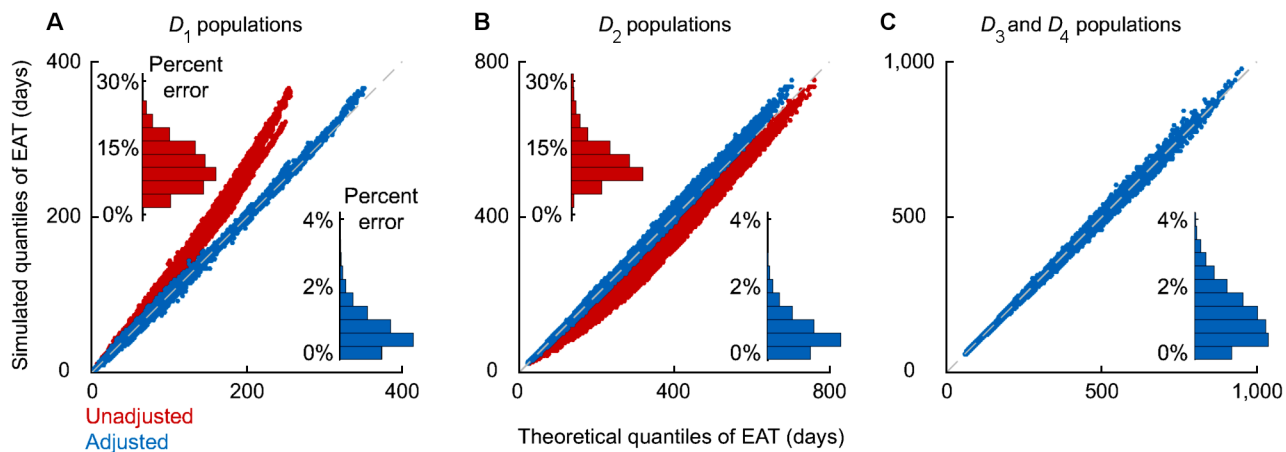 A
D1 populations
B
D2 populations
C
D3 and D4 populations
Simulated quantiles of EAT (days)
400
200
0
0
200
400
30%
15%
0%
Percent
error
Percent
error
4%
2%
0%
Unadjusted
Adjusted
800
400
0
0
400
800
30%
15%
0%
4%
2%
0%
Theoretical quantiles of EAT (days)
1,000
500
0
0
500
1,000
4%
2%
0%